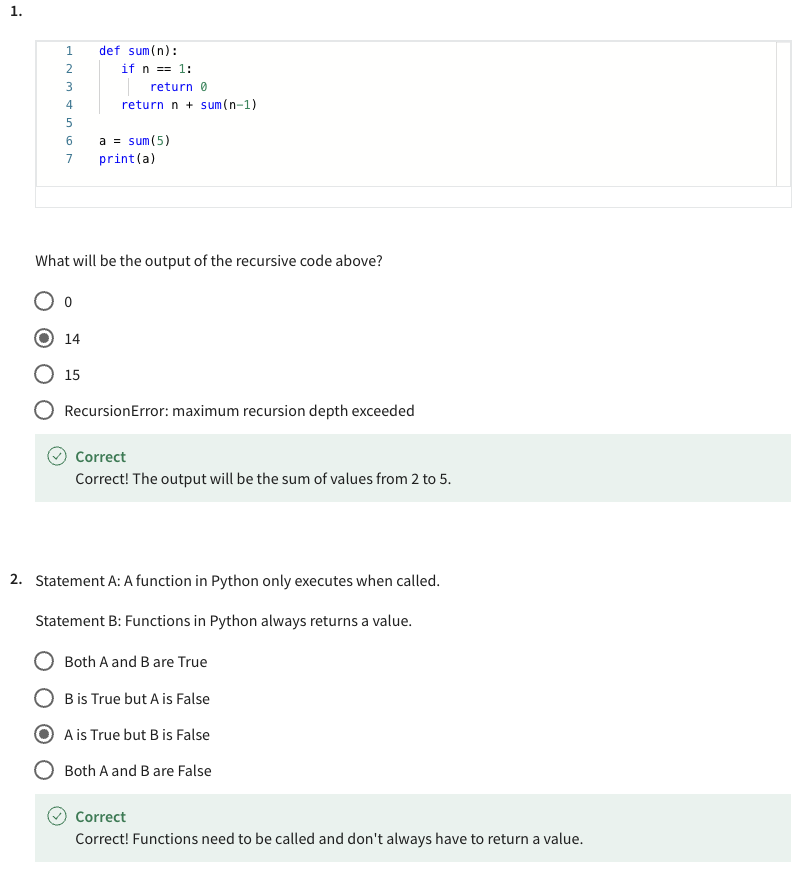 1.
1 def sum(n):
2 if n == 1:
3 return 0
4 return n + sum(n-1)
5
6 a = sum(5)
7 print(a)
What will be the output of the recursive code above?
0
14
15
RecursionError: maximum recursion depth exceeded
Correct
Correct! The output will be the sum of values from 2 to 5.
2. Statement A: A function in Python only executes when called.
Statement B: Functions in Python always returns a value.
Both A and B are True
B is True but A is False
A is True but B is False
Both A and B are False
Correct
Correct! Functions need to be called and don't always have to return a value.